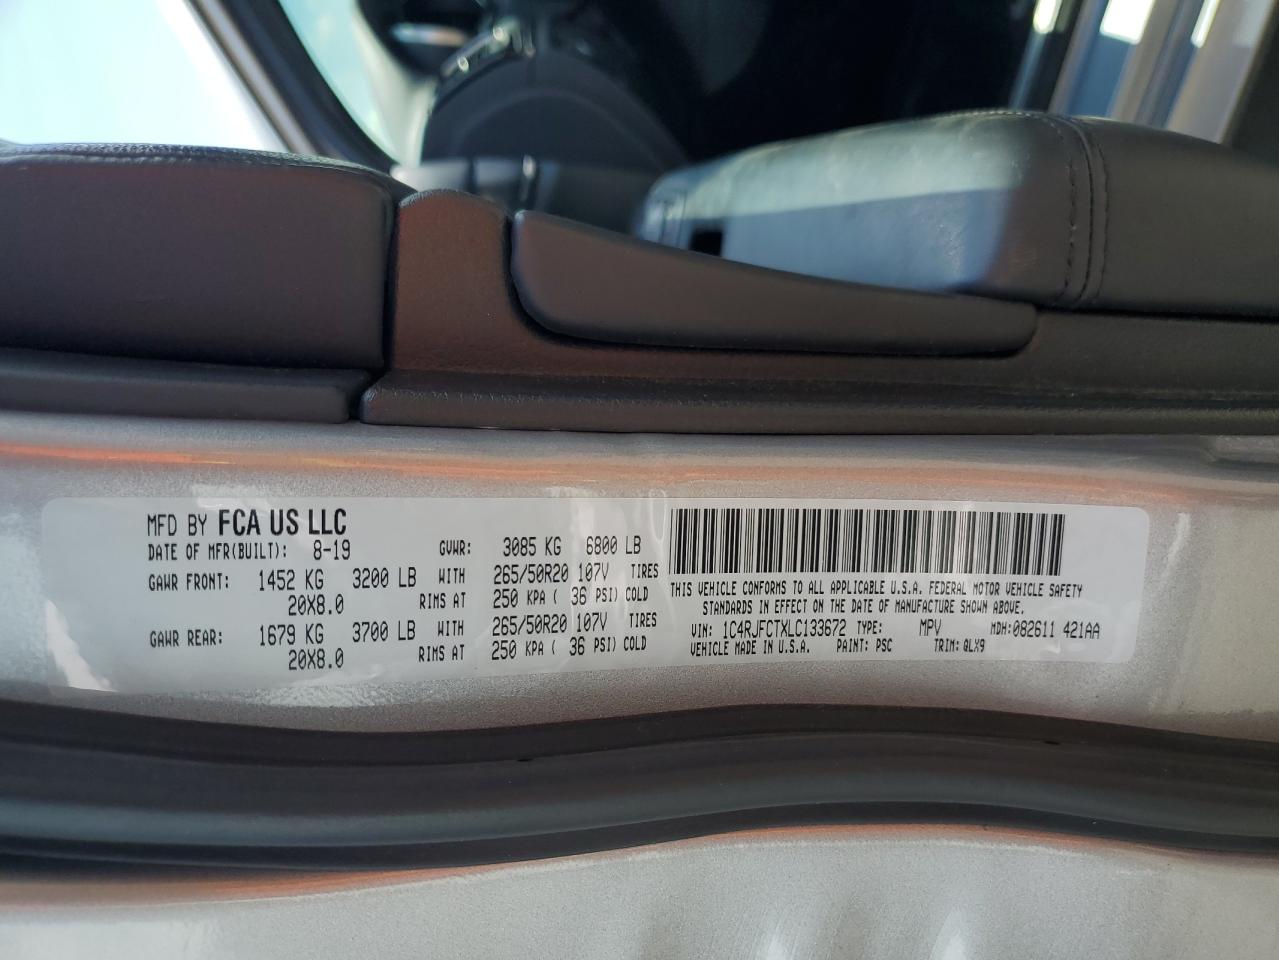 MFD BY FCA US LLC
DATE OF MFR(BUILT): 8-19 GVWR: 3085 KG 6800 LB
GAWR FRONT: 1452 KG 3200 LB WITH 265/50R20 107V TIRES
20X8.0 RIMS AT 250 KPA ( 36 PSI) COLD
GAWR REAR: 1679 KG 3700 LB WITH 265/50R20 107V TIRES
20X8.0 RIMS AT 250 KPA ( 36 PSI) COLD
THIS VEHICLE CONFORMS TO ALL APPLICABLE U.S.A. FEDERAL MOTOR VEHICLE SAFETY
STANDARDS IN EFFECT ON THE DATE OF MANUFACTURE SHOWN ABOVE.
VIN: 1C4RJFCTXLC133672 TYPE: MPV MDH:082611 421AA
VEHICLE MADE IN U.S.A. PAINT: PSC TRIM: QLX9